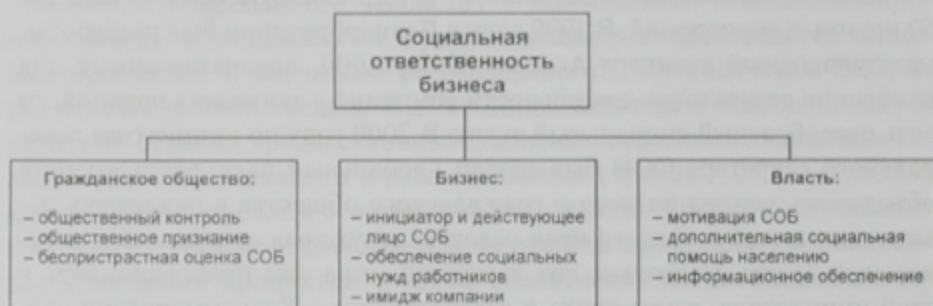 Социальная
ответственность
бизнеса
Гражданское общество:
– общественный контроль
– общественное признание
– беспристрастная оценка СОБ
Бизнес:
– инициатор и действующее
лицо СОБ
– обеспечение социальных
нужд работников
– имидж компании
Власть:
– мотивация СОБ
– дополнительная социальная
помощь населению
– информационное обеспечение